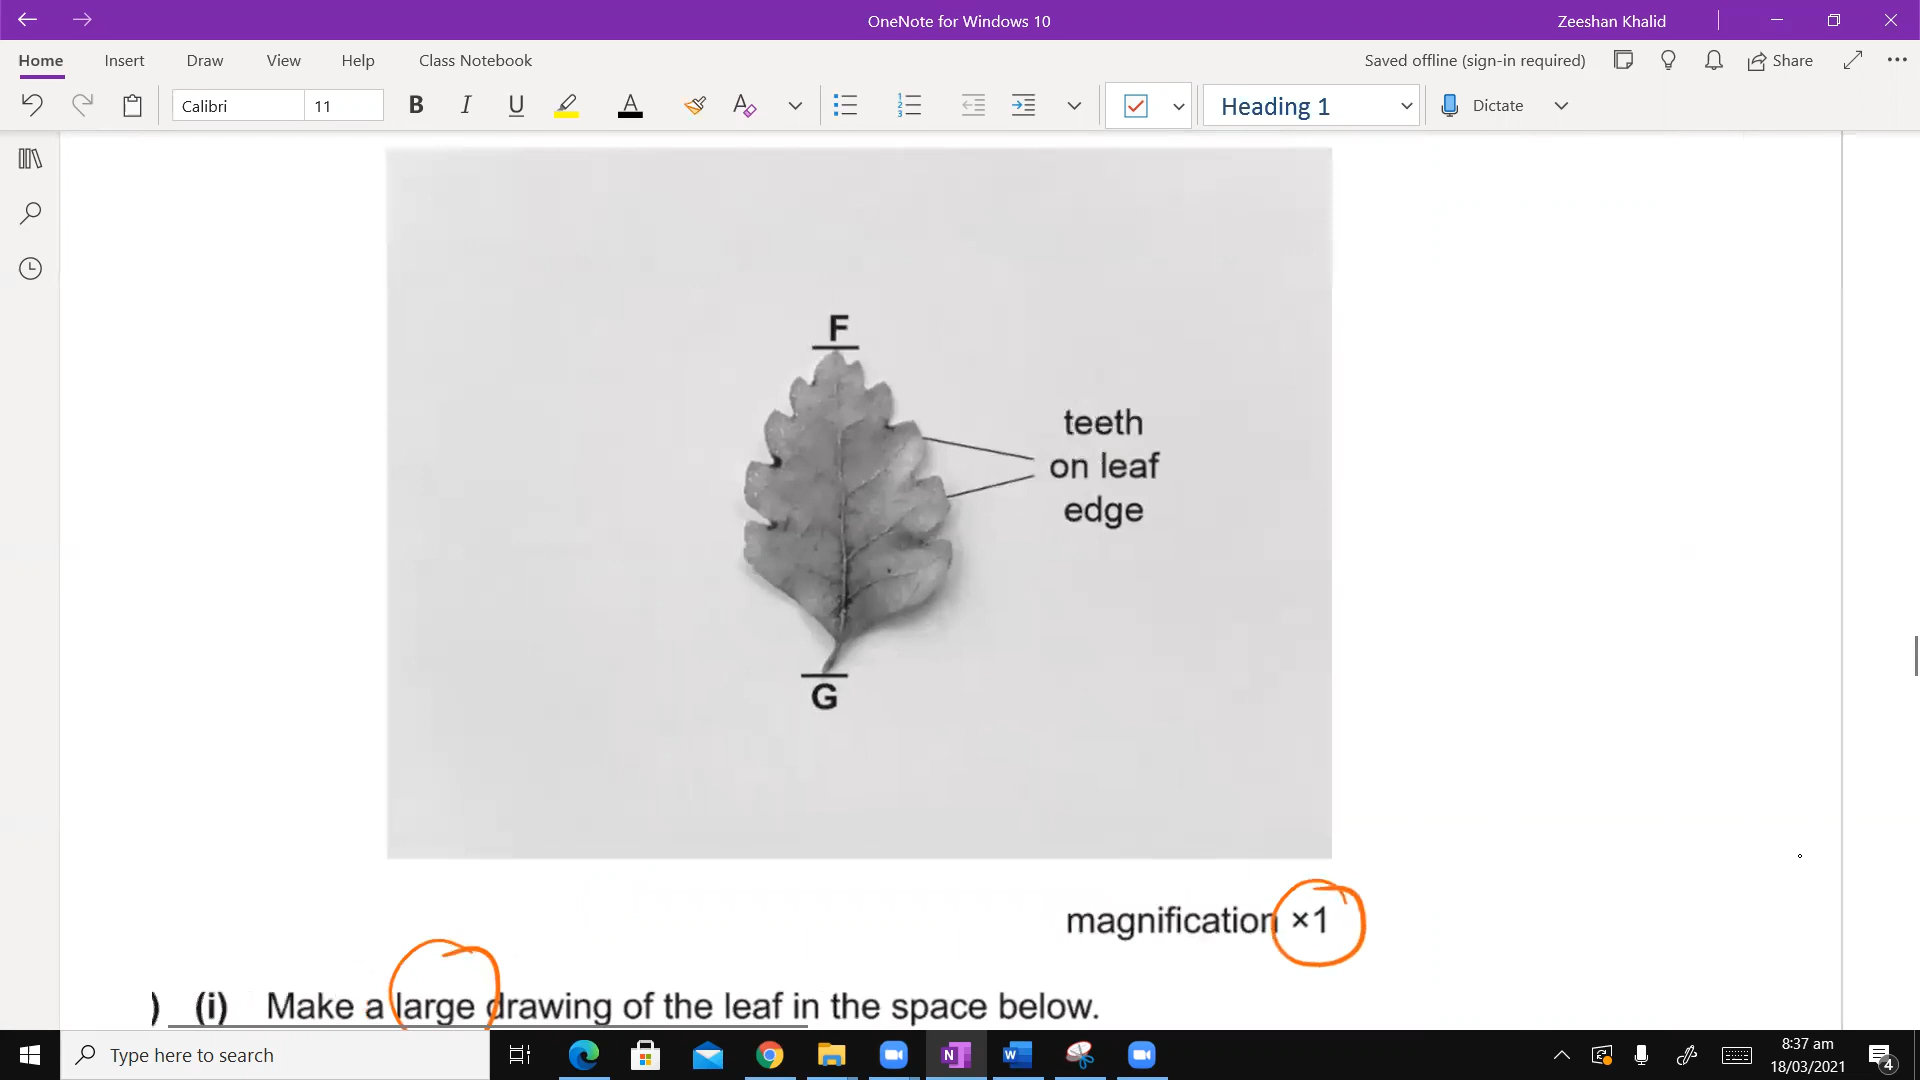 OneNote for Windows 10
Zeeshan Khalid
Home Insert Draw View Help Class Notebook
Saved offline (sign-in required)
Share
Calibri 11 B I U A A
Heading 1
Dictate
F
teeth
on leaf
edge
G
magnification ×1
) (i) Make a large drawing of the leaf in the space below.
Type here to search
8:37 am
18/03/2021
4